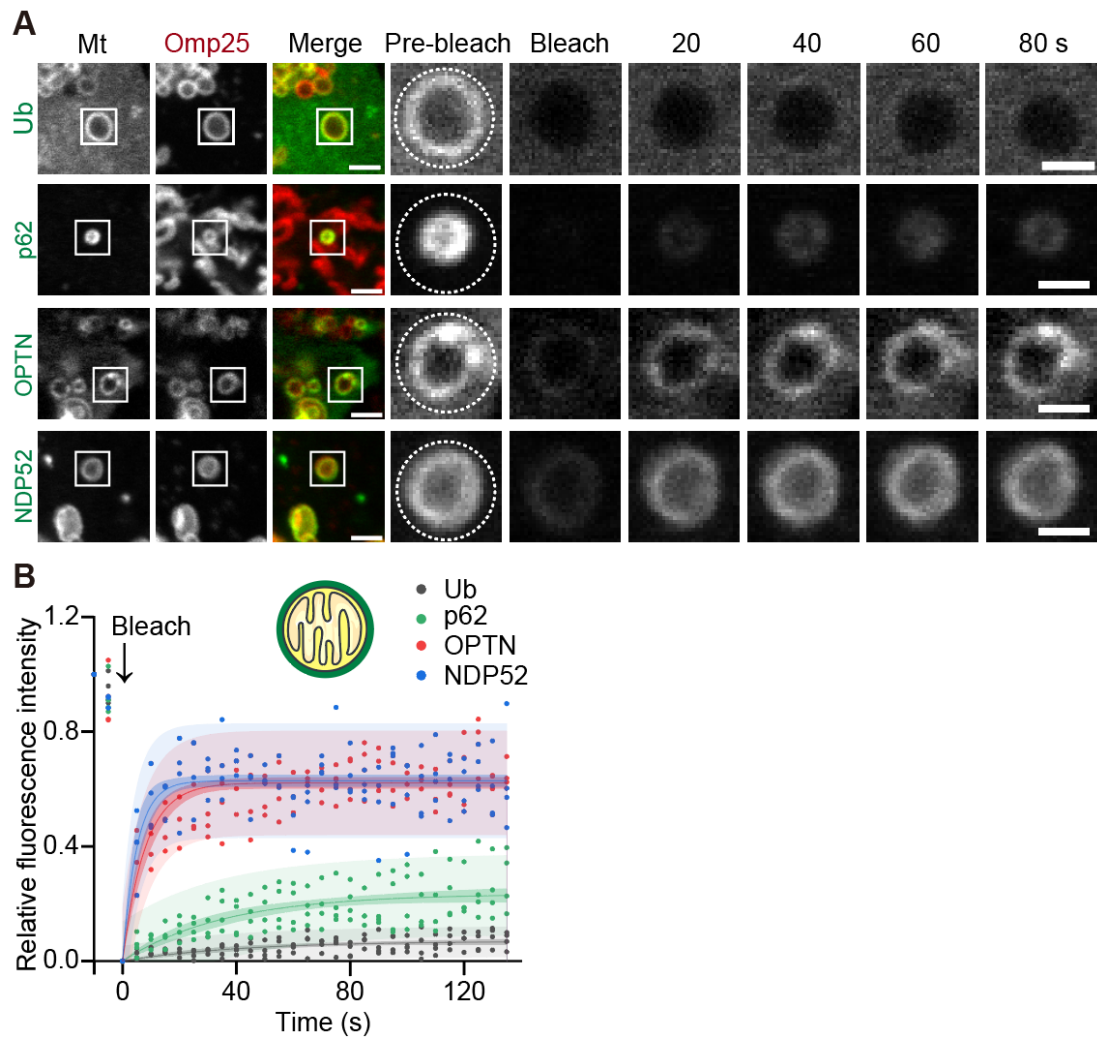 A
Mt Omp25 Merge Pre-bleach Bleach 20 40 60 80 s
Ub
p62
OPTN
NDP52
B
Bleach
Ub
p62
OPTN
NDP52
Relative fluorescence intensity
1.2
0.8
0.4
0.0
0 40 80 120
Time (s)